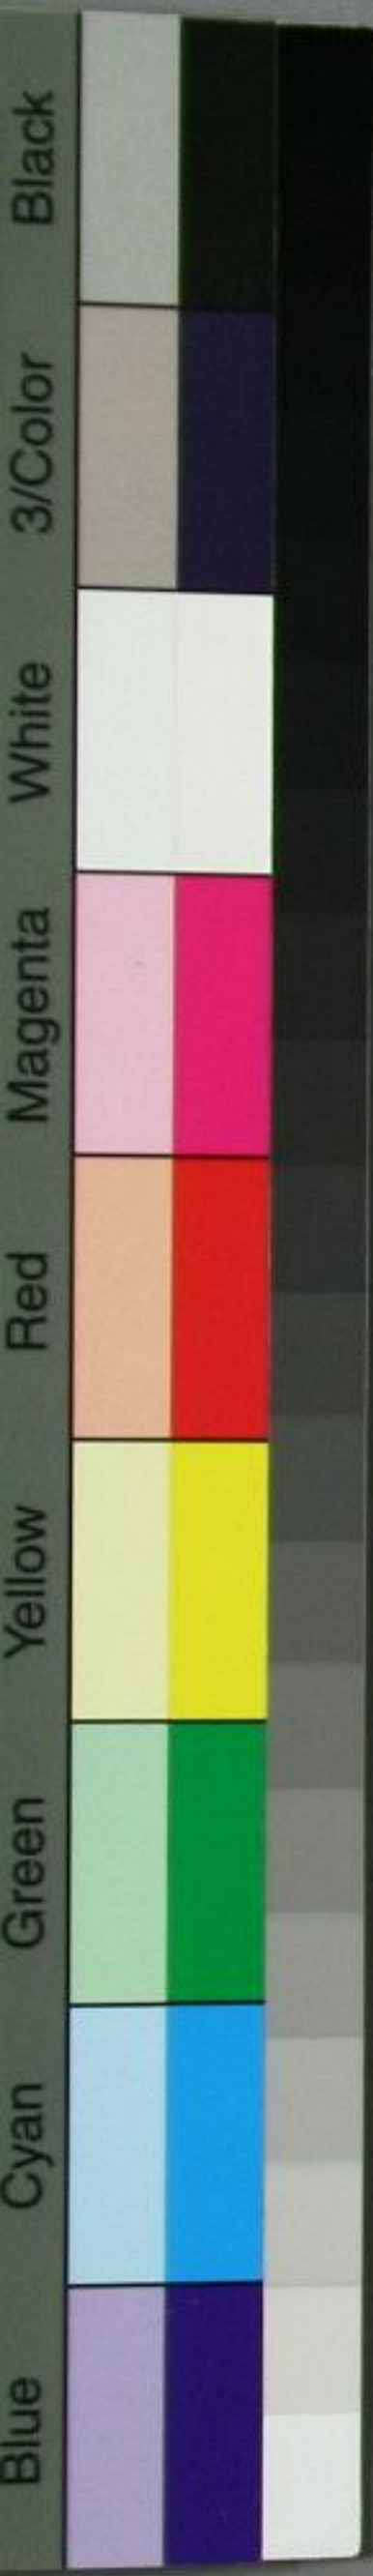 Black
3/Color
White
Magenta
Red
Yellow
Green
Cyan
Blue